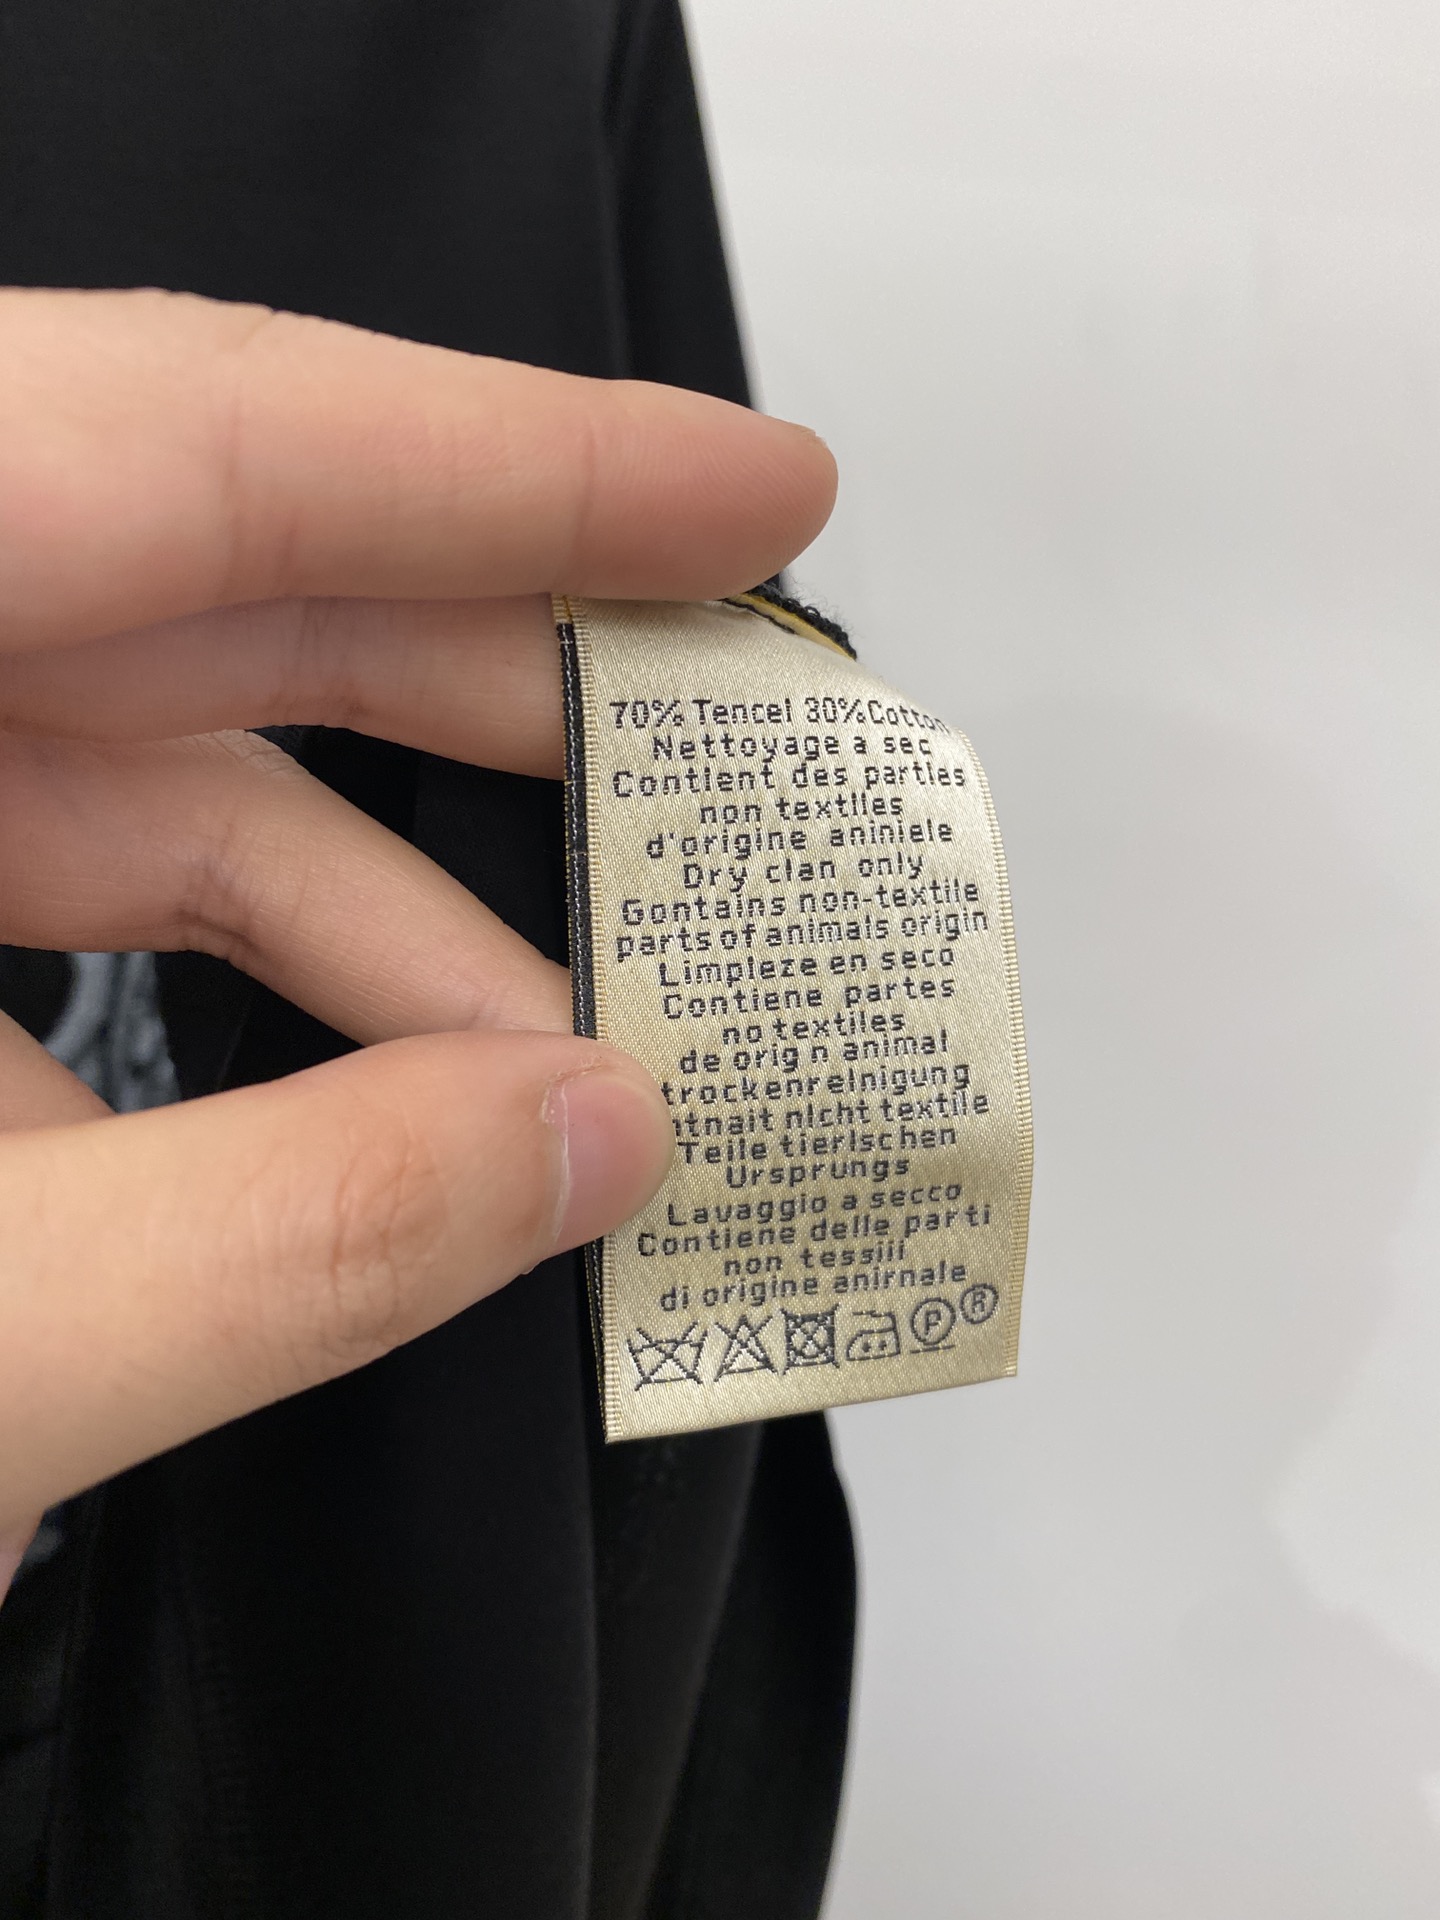 70% Tencel 30%Cotton
Nettoyage a sec
Contient des parties
non textiles
d'origine aniniele
Dry clan only
Gontains non-textile
parts of animals origin
Limpleze en seco
Contiene partes
no textiles
de orig n animal
trockenreinigung
ntnait nicht textile
Teile tierischen
Ursprungs
Lavaggio a secco
Contiene delle parti
non tessiii
di origine anirnale
P R